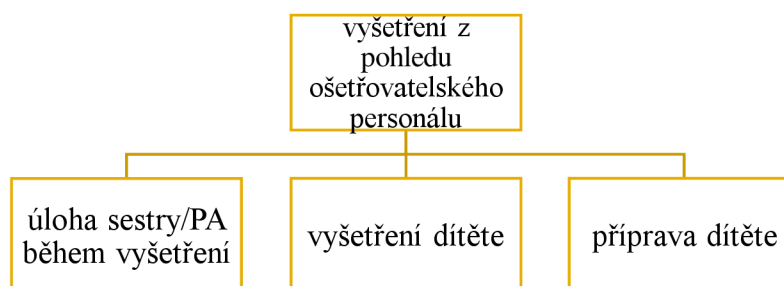 vyšetření z
pohledu
ošetřovatelského
personálu
úloha sestry/PA
během vyšetření
vyšetření dítěte
příprava dítěte